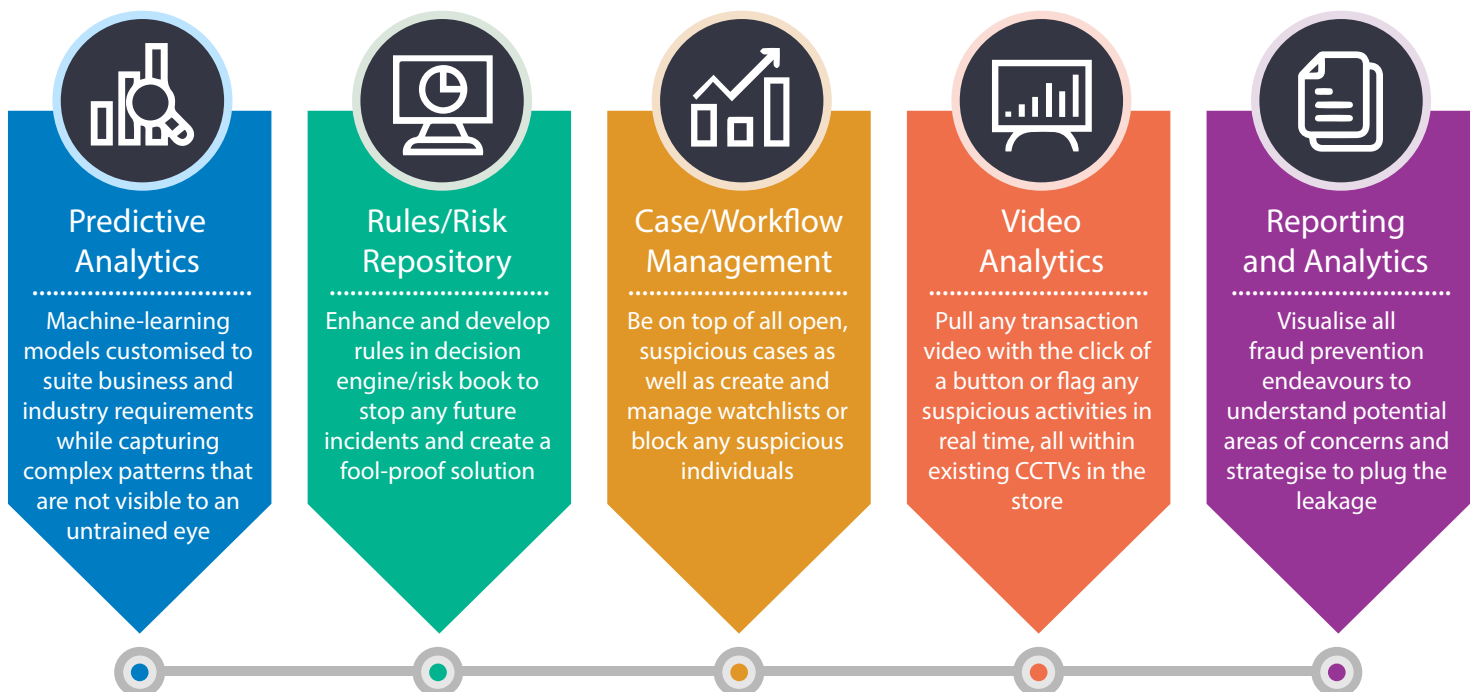 Predictive
Analytics
Machine-learning
models customised to
suite business and
industry requirements
while capturing
complex patterns that
are not visible to an
untrained eye
Rules/Risk
Repository
Enhance and develop
rules in decision
engine/risk book to
stop any future
incidents and create a
fool-proof solution
Case/Workflow
Management
Be on top of all open,
suspicious cases as
well as create and
manage watchlists or
block any suspicious
individuals
Video
Analytics
Pull any transaction
video with the click of
a button or flag any
suspicious activities in
real time, all within
existing CCTVs in the
store
Reporting
and Analytics
Visualise all
fraud prevention
endeavours to
understand potential
areas of concerns and
strategise to plug the
leakage